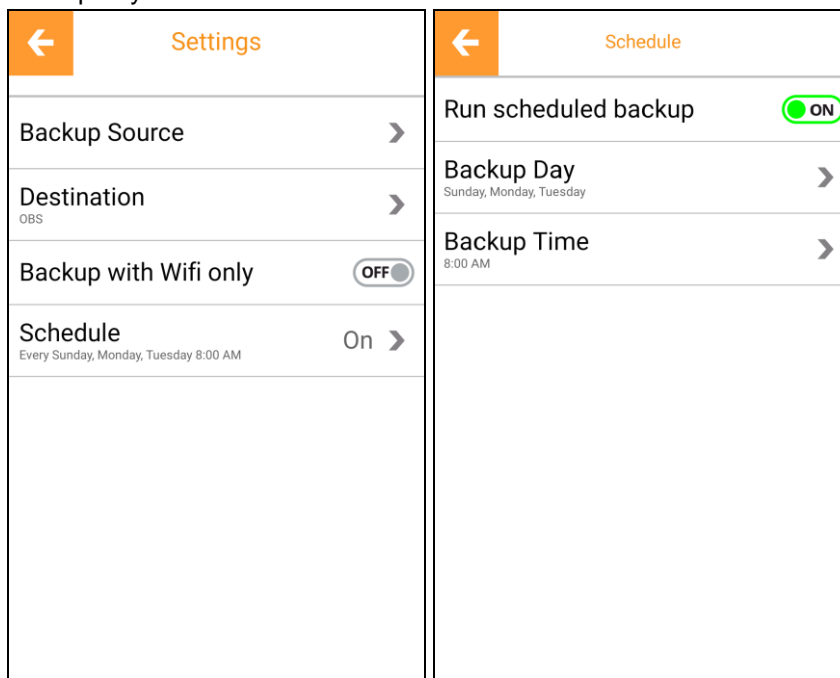 Settings
Backup Source
Destination
OBS
Backup with Wifi only
OFF
Schedule
On
Every Sunday, Monday, Tuesday 8:00 AM
Schedule
Run scheduled backup
ON
Backup Day
Sunday, Monday, Tuesday
Backup Time
8:00 AM